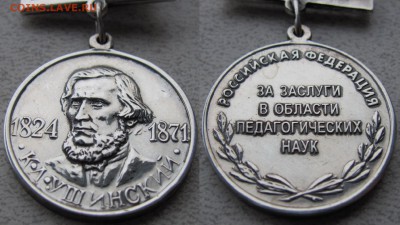 COINS.LAVE.RU
1824 1871
• К.Д. УШИНСКИЙ •
РОССИЙСКАЯ ФЕДЕРАЦИЯ
ЗА ЗАСЛУГИ
В ОБЛАСТИ
ПЕДАГОГИЧЕСКИХ
НАУК